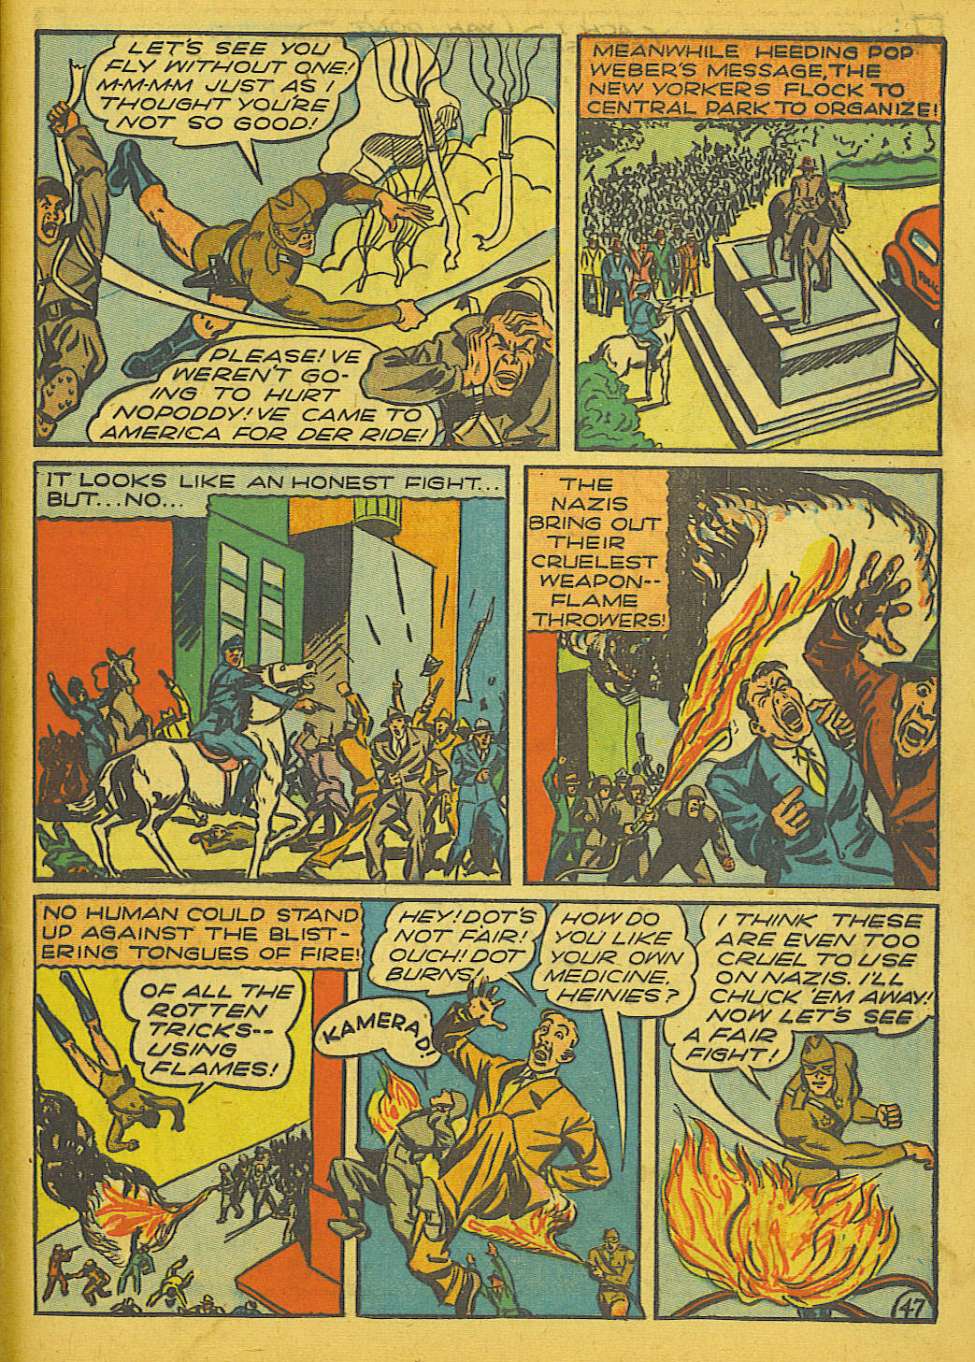 LET'S SEE YOU
FLY WITHOUT ONE!
M-M-M-M JUST AS I
THOUGHT YOU'RE
NOT SO GOOD!
PLEASE! VE
WEREN'T GO-
ING TO HURT
NOPODDY! VE CAME TO
AMERICA FOR DER RIDE!
MEANWHILE HEEDING POP
WEBER'S MESSAGE, THE
NEW YORKERS FLOCK TO
CENTRAL PARK TO ORGANIZE!
IT LOOKS LIKE AN HONEST FIGHT...
BUT...NO...
THE
NAZIS
BRING OUT
THEIR
CRUELEST
WEAPON--
FLAME
THROWERS!
NO HUMAN COULD STAND
UP AGAINST THE BLIST-
ERING TONGUES OF FIRE!
OF ALL THE
ROTTEN
TRICKS--
USING
FLAMES!
HEY! DOT'S
NOT FAIR!
OUCH! DOT
BURNS!
KAMERAD!
HOW DO
YOU LIKE
YOUR OWN
MEDICINE,
HEINIES?
I THINK THESE
ARE EVEN TOO
CRUEL TO USE
ON NAZIS. I'LL
CHUCK 'EM AWAY!
NOW LET'S SEE
A FAIR
FIGHT!
47